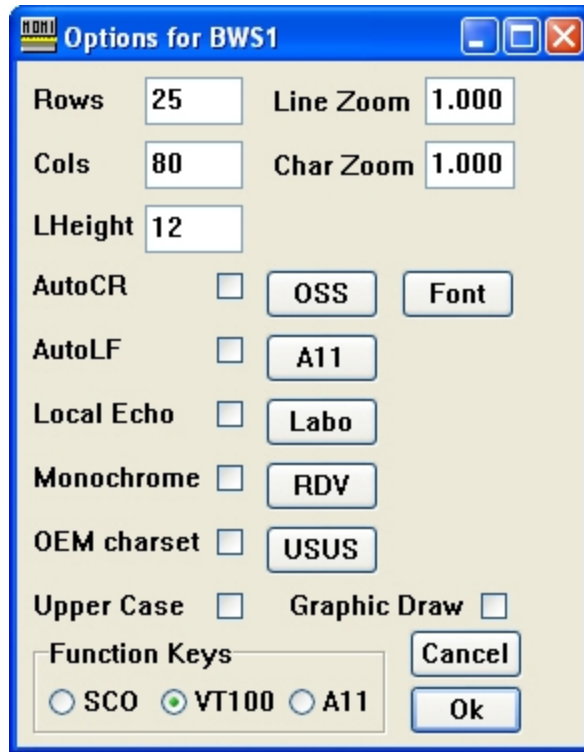 MOMI Options for BWS1
Rows 25 Line Zoom 1.000
Cols 80 Char Zoom 1.000
LHeight 12
AutoCR OSS Font
AutoLF A11
Local Echo Labo
Monochrome RDV
OEM charset USUS
Upper Case Graphic Draw
Function Keys Cancel
SCO VT100 A11 Ok